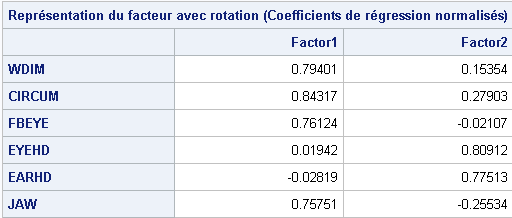 Représentation du facteur avec rotation (Coefficients de régression normalisés)
Factor1 Factor2
WDIM 0.79401 0.15354
CIRCUM 0.84317 0.27903
FBEYE 0.76124 -0.02107
EYEHD 0.01942 0.80912
EARHD -0.02819 0.77513
JAW 0.75751 -0.25534